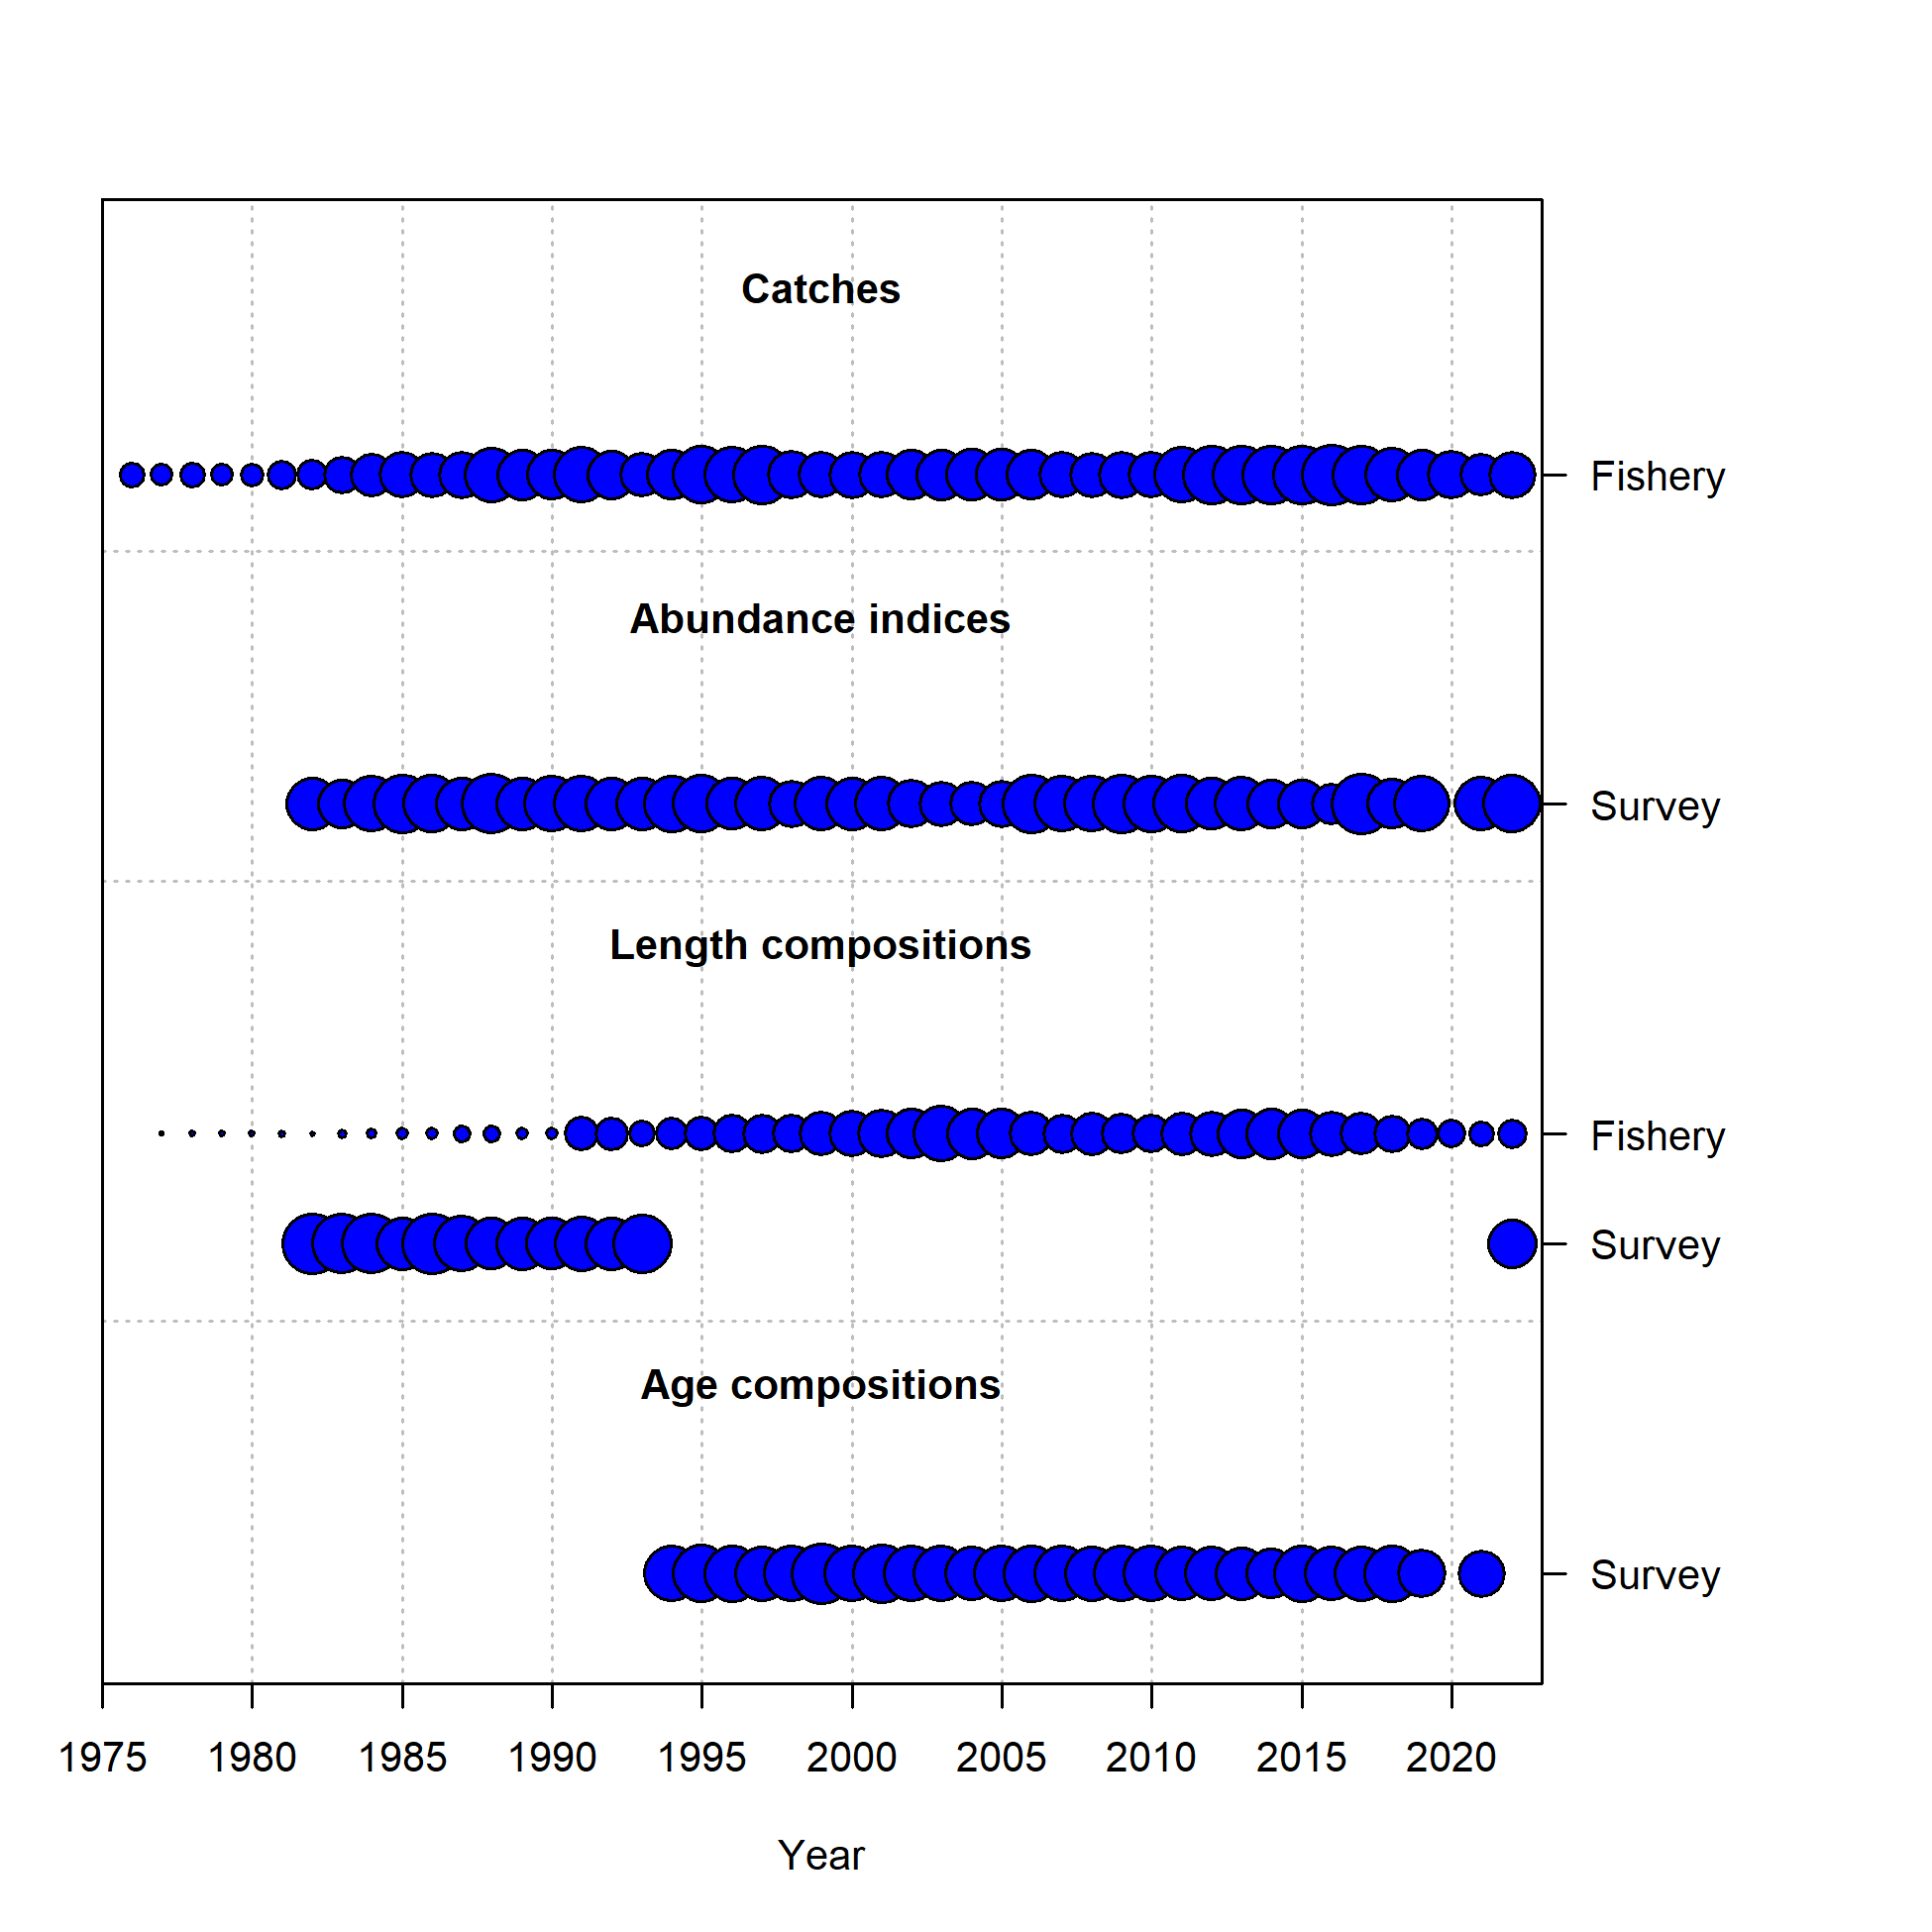 Catches
Fishery
Abundance indices
Survey
Length compositions
Fishery
Survey
Age compositions
Survey
1975 1980 1985 1990 1995 2000 2005 2010 2015 2020
Year